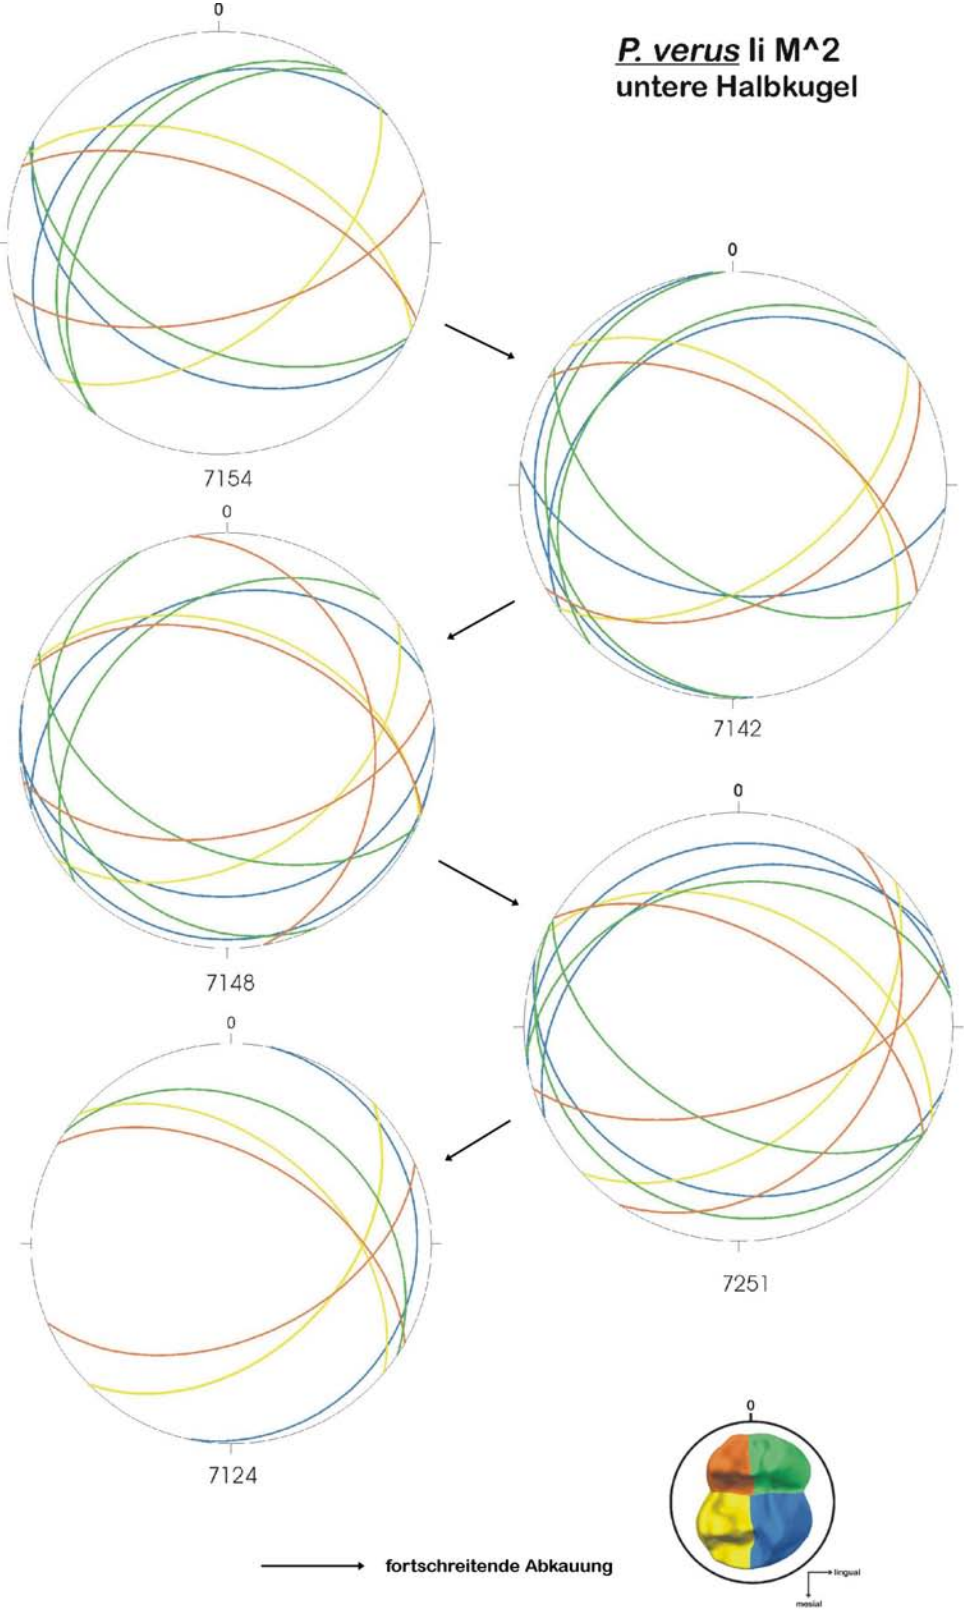 0
P. verus li M^2
untere Halbkugel
0
7154
0
7142
0
7148
0
7251
0
7124
0
lingual
mesial
fortschreitende Abkauung